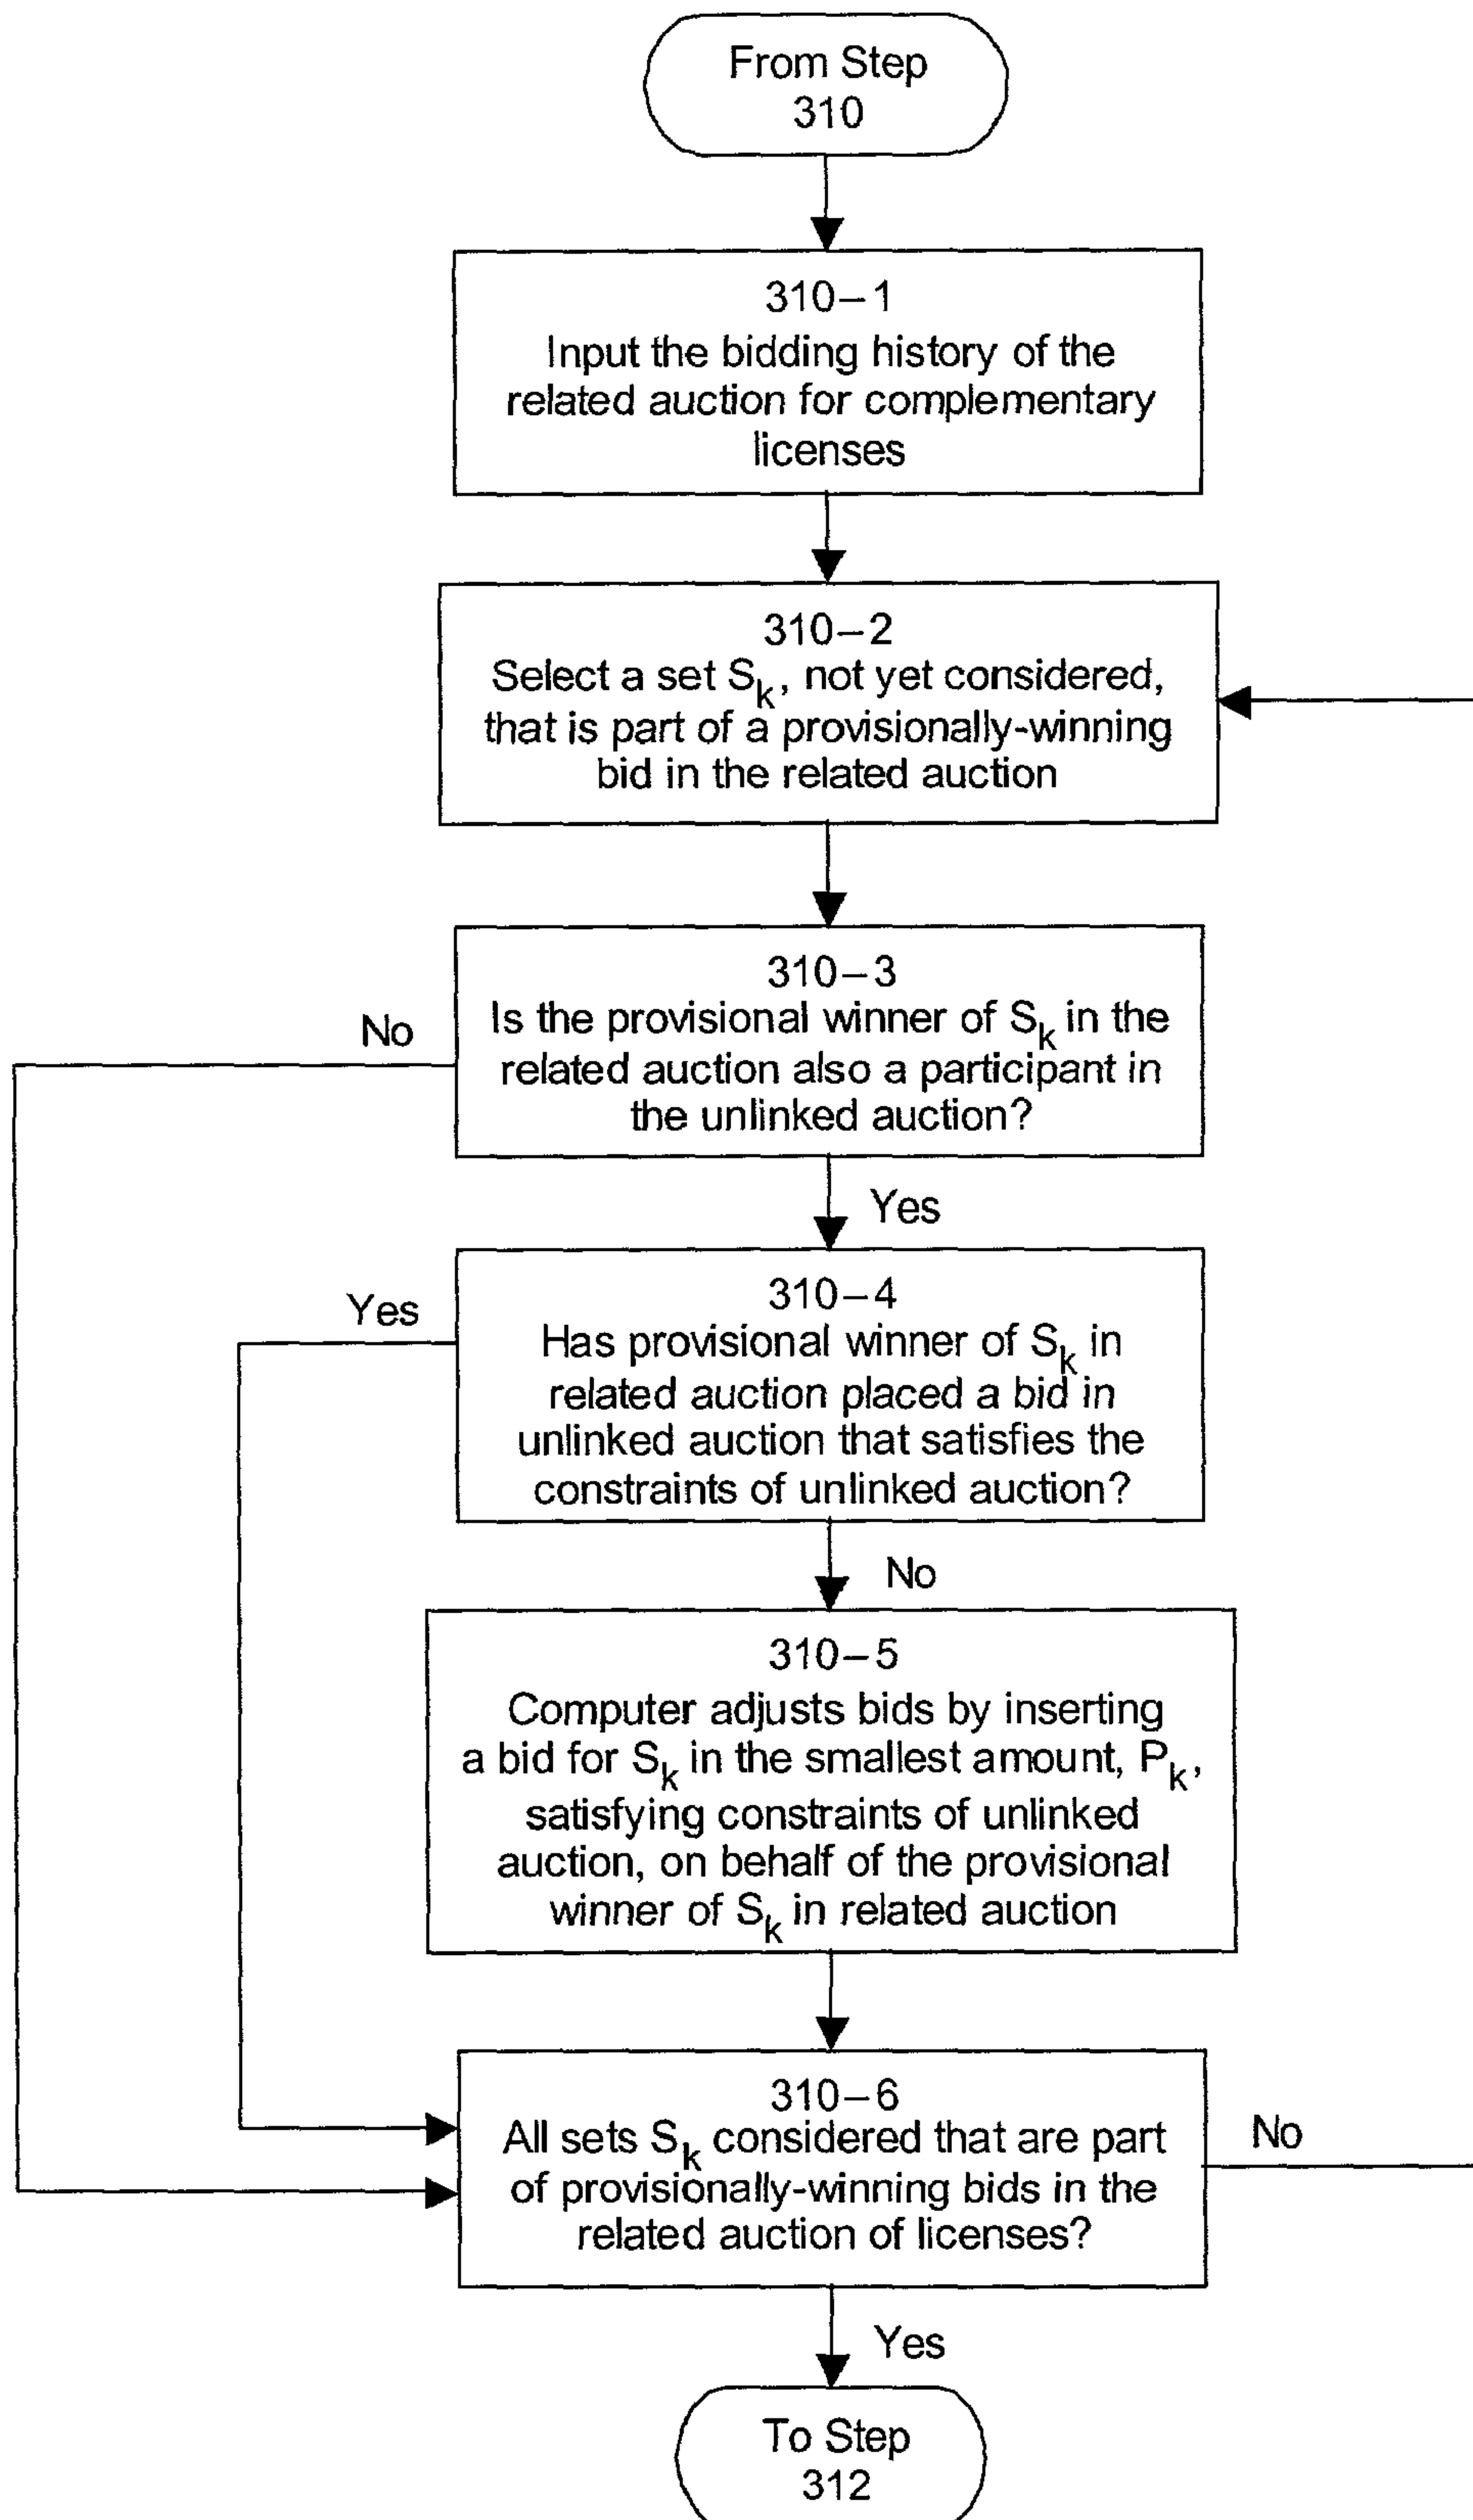 From Step
310
310–1
Input the bidding history of the
related auction for complementary
licenses
310–2
Select a set Sk, not yet considered,
that is part of a provisionally-winning
bid in the related auction
310–3
Is the provisional winner of Sk in the
related auction also a participant in
the unlinked auction?
No
Yes
310–4
Has provisional winner of Sk in
related auction placed a bid in
unlinked auction that satisfies the
constraints of unlinked auction?
Yes
No
310–5
Computer adjusts bids by inserting
a bid for Sk in the smallest amount, Pk,
satisfying constraints of unlinked
auction, on behalf of the provisional
winner of Sk in related auction
310–6
All sets Sk considered that are part
of provisionally-winning bids in the
related auction of licenses?
No
Yes
To Step
312